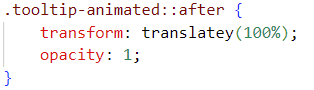 .tooltip-animated::after {
    transform: translatey(100%);
    opacity: 1;
}